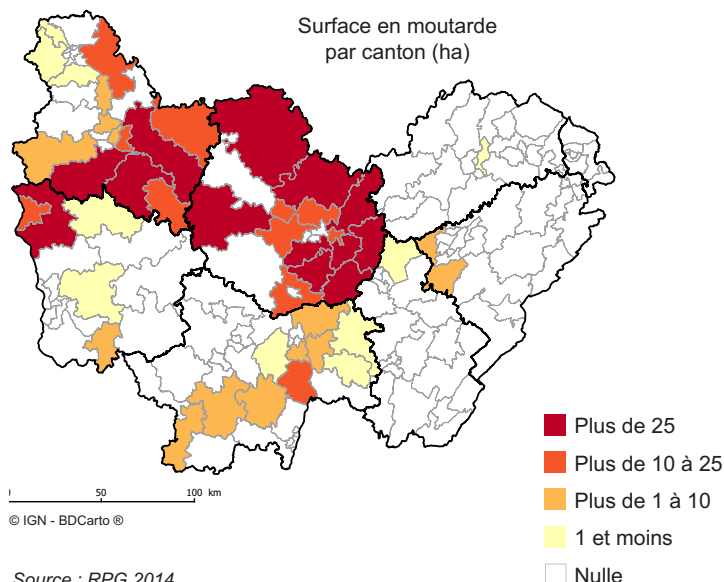 Surface en moutarde
par canton (ha)
Plus de 25
Plus de 10 à 25
Plus de 1 à 10
1 et moins
Nulle
0 50 100 km
© IGN - BDCarto ®
Source : RPG 2014